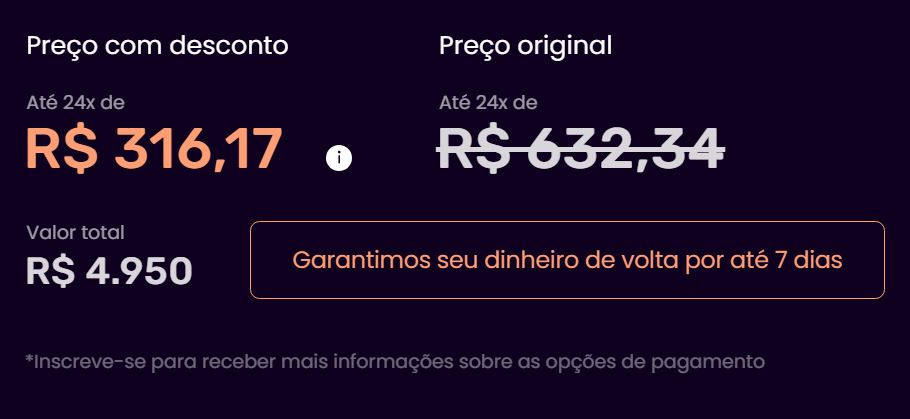 Preço com desconto
Preço original
Até 24x de
Até 24x de
R$ 316,17
R$ 632,34
Valor total
R$ 4.950
Garantimos seu dinheiro de volta por até 7 dias
*Inscreve-se para receber mais informações sobre as opções de pagamento